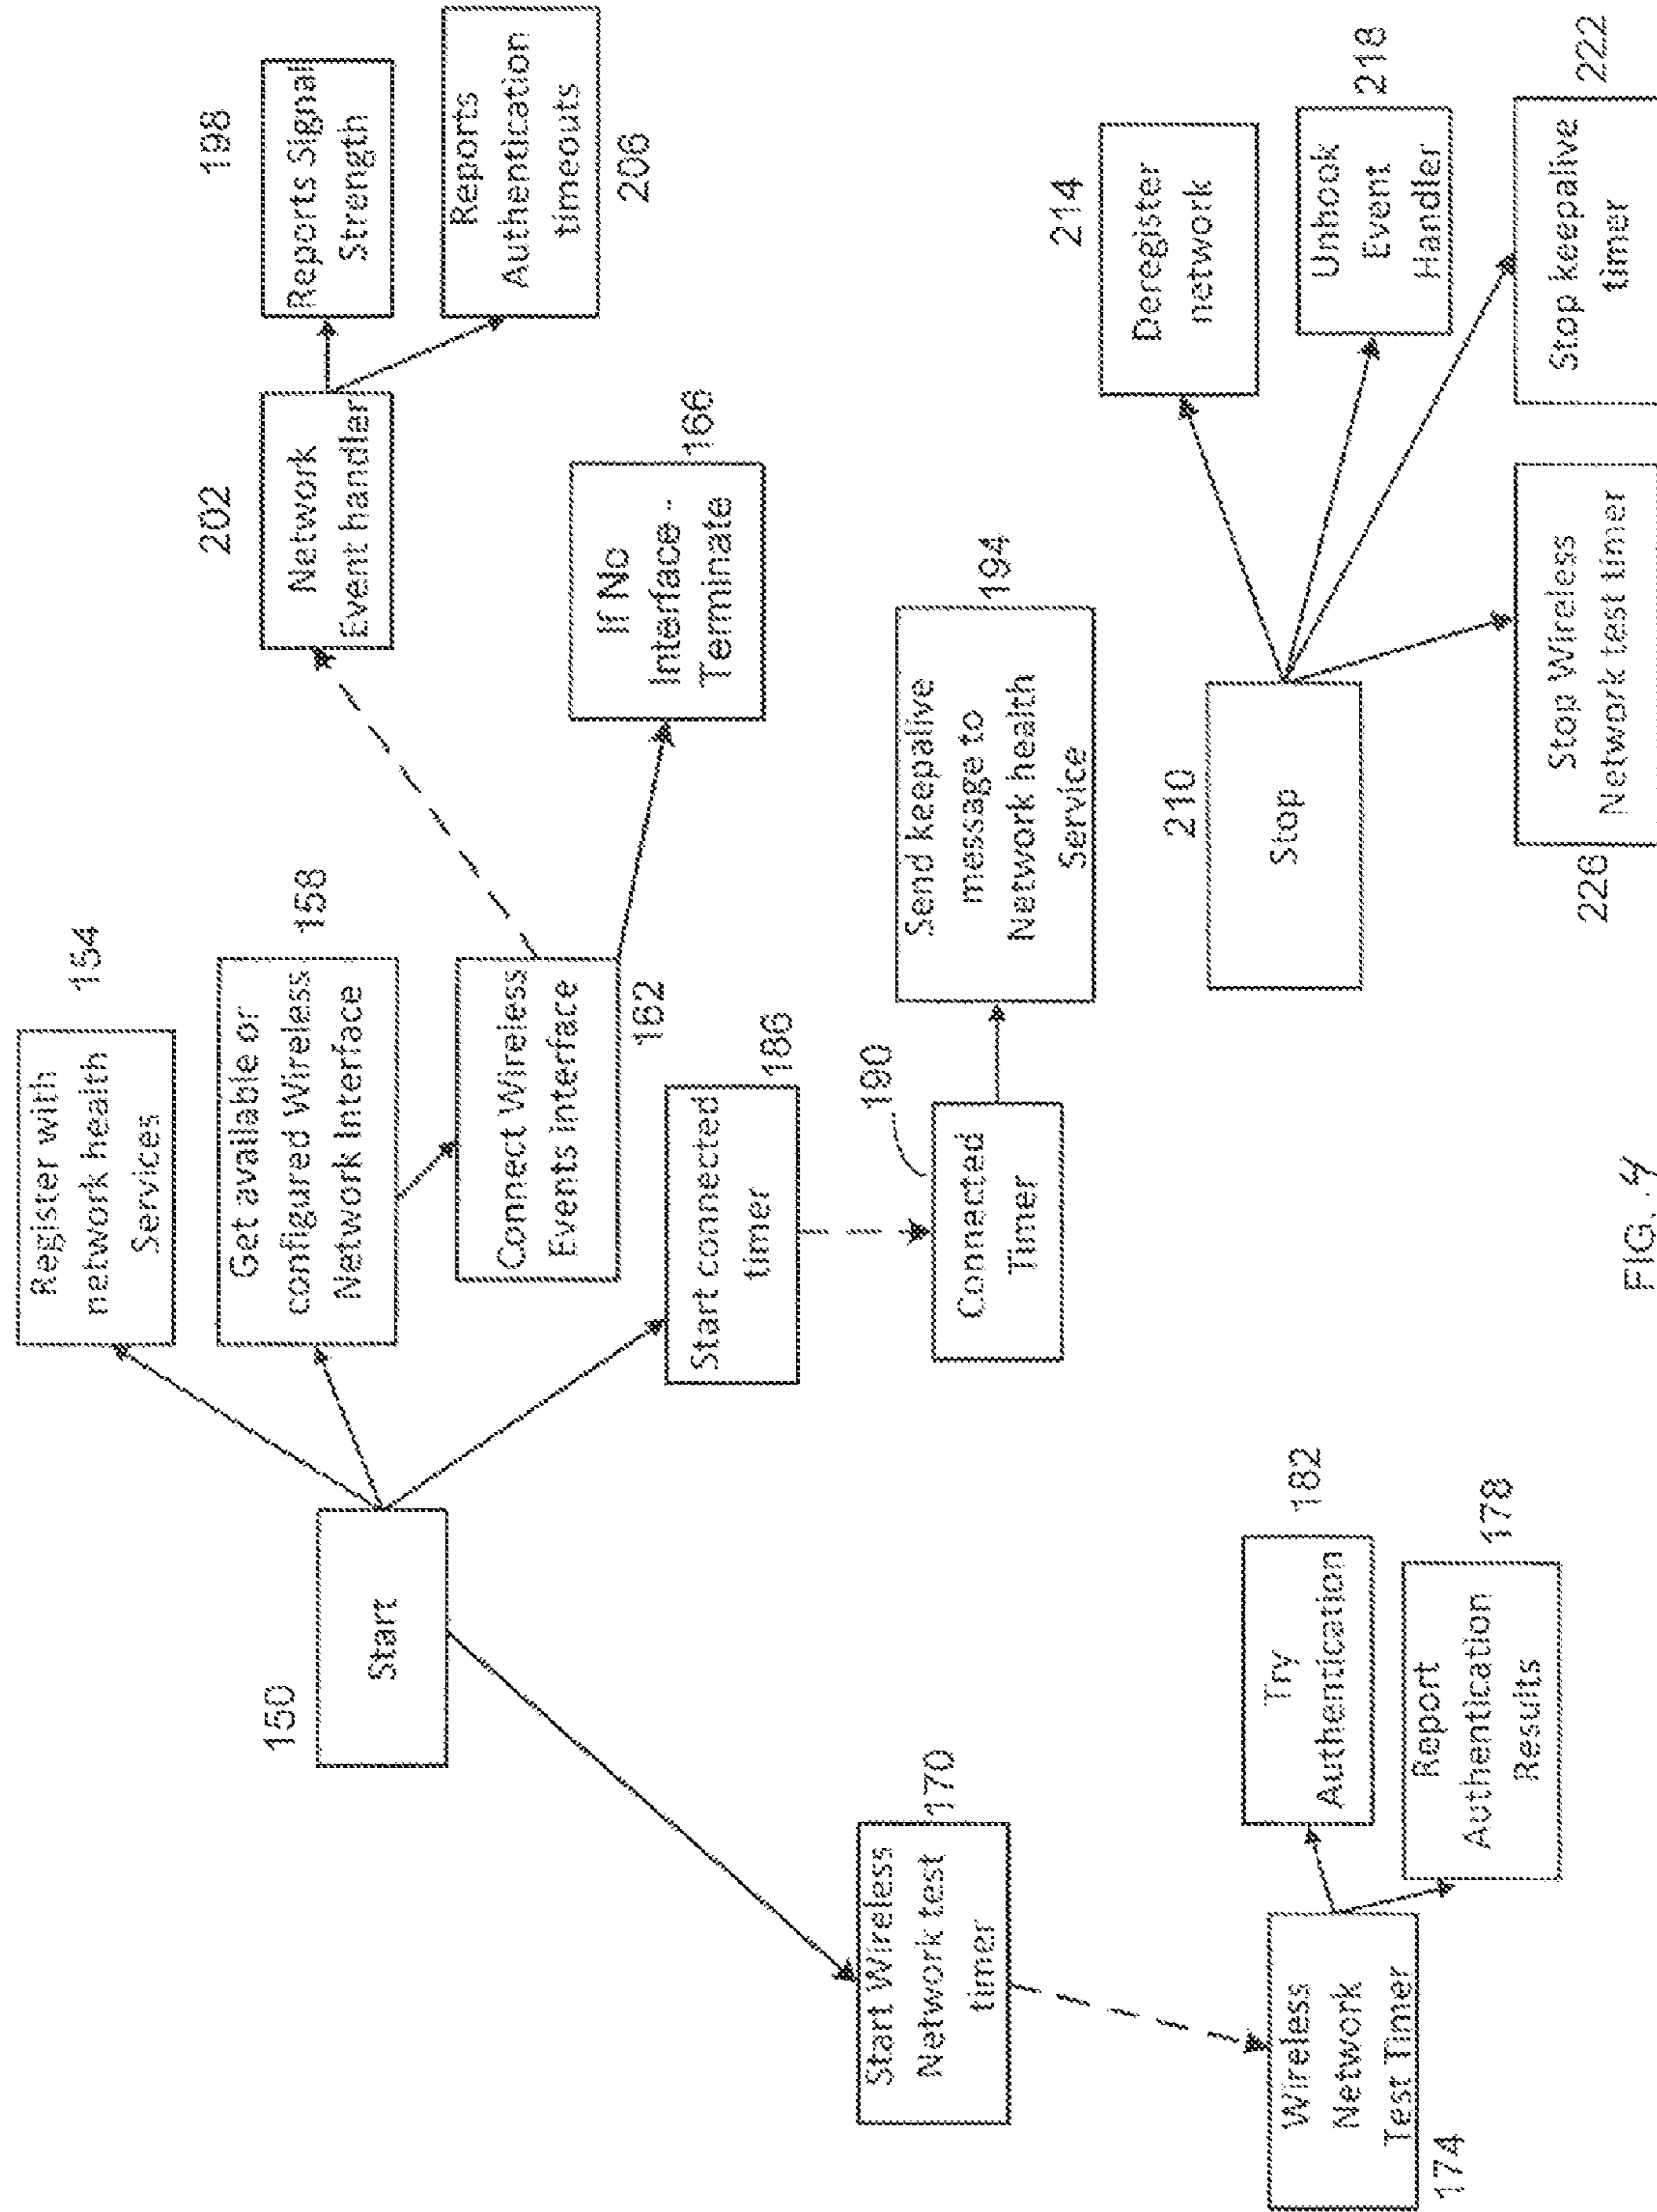 154
Register with
network health
Services
Get available or
configured Wireless
Network Interface
158
Connect Wireless
Events interface
162
150
Start
Start connected
timer
186
190
Connected
Timer
Send keepalive
message to
Network health
Service
194
202
Network
Event handler
198
Reports Signal
Strength
Reports
Authentication
timeouts
206
If No
Interface -
Terminate
166
Start Wireless
Network test
timer
170
Wireless
Network
Test Timer
174
Try
Authentication
182
Report
Authentication
Results
178
210
Stop
214
Deregister
network
Unhook
Event
Handler
218
Stop keepalive
timer
222
Stop Wireless
Network test timer
226
FIG. 4